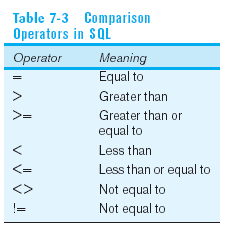 Table 7-3 Comparison
Operators in SQL
Operator Meaning
= Equal to
> Greater than
>= Greater than or
equal to
< Less than
<= Less than or equal to
<> Not equal to
!= Not equal to